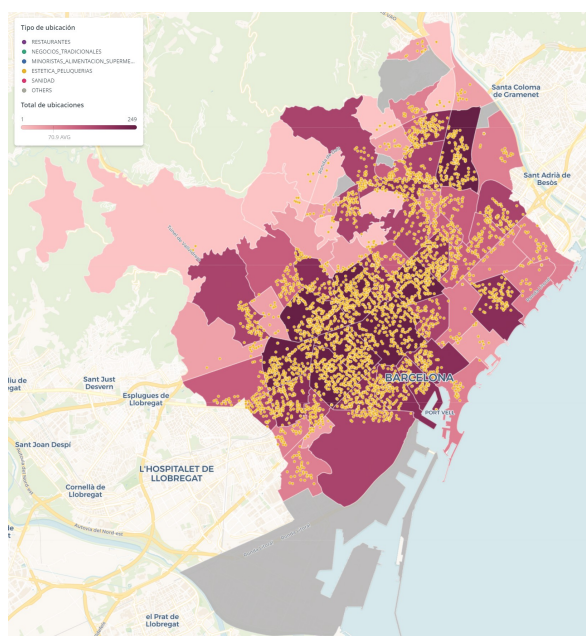 Tipo de ubicación
RESTAURANTES
NEGOCIOS_TRADICIONALES
MINORISTAS_ALIMENTACION_SUPERME...
ESTETICA_PELUQUERIAS
SANIDAD
OTHERS
Total de ubicaciones
1 249
70.9 AVG
Santa Coloma
de Gramenet
Sant Adrià de
Besòs
BARCELONA
PORT VELL
Sant Just
Desvern
Esplugues de
Llobregat
Sant Joan Despí
L'HOSPITALET DE
LLOBREGAT
Cornellà de
Llobregat
el Prat de
Llobregat